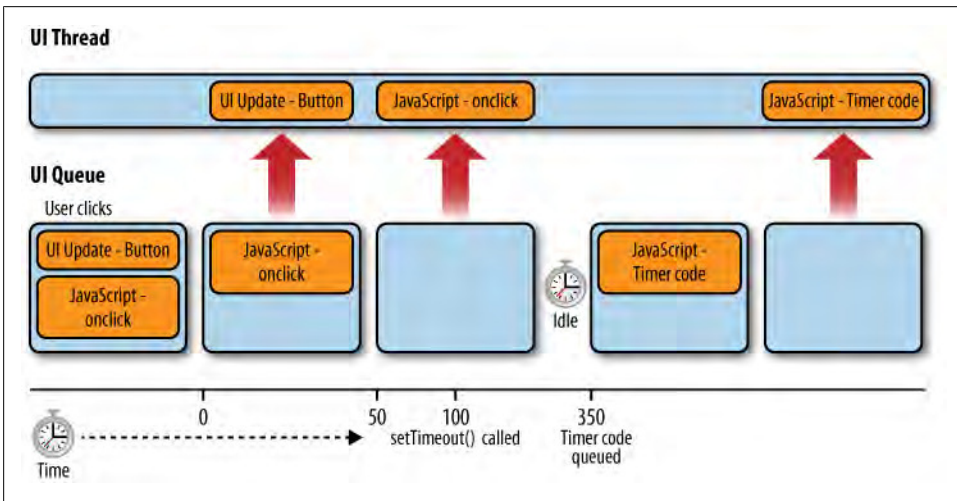 UI Thread
UI Update - Button
JavaScript - onclick
JavaScript - Timer code
UI Queue
User clicks
UI Update - Button
JavaScript -
onclick
JavaScript -
onclick
Idle
JavaScript -
Timer code
0
50
100
350
setTimeout() called
Timer code
queued
Time